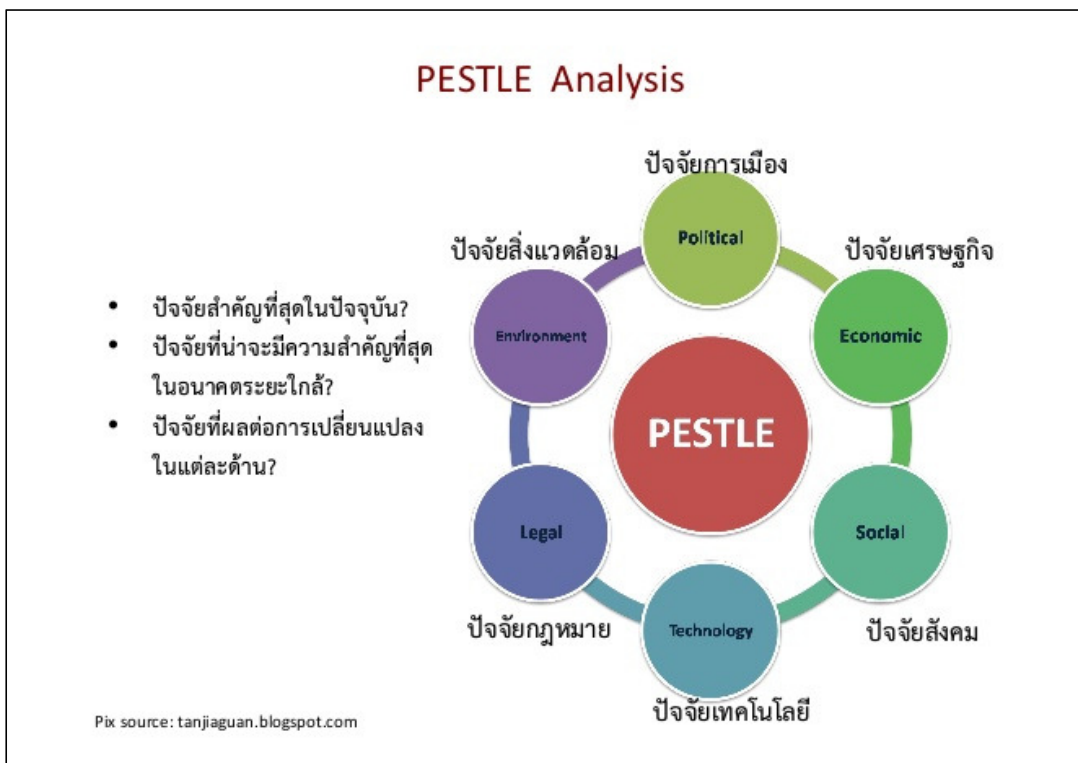 PESTLE Analysis
• ปัจจัยสำคัญที่สุดในปัจจุบัน?
• ปัจจัยที่น่าจะมีความสำคัญที่สุด
ในอนาคตระยะใกล้?
• ปัจจัยที่ผลต่อการเปลี่ยนแปลง
ในแต่ละด้าน?
ปัจจัยการเมือง
Political
ปัจจัยเศรษฐกิจ
Economic
Social
ปัจจัยสังคม
Technology
ปัจจัยเทคโนโลยี
Legal
ปัจจัยกฎหมาย
ปัจจัยสิ่งแวดล้อม
Environment
PESTLE
Pix source: tanjiaguan.blogspot.com